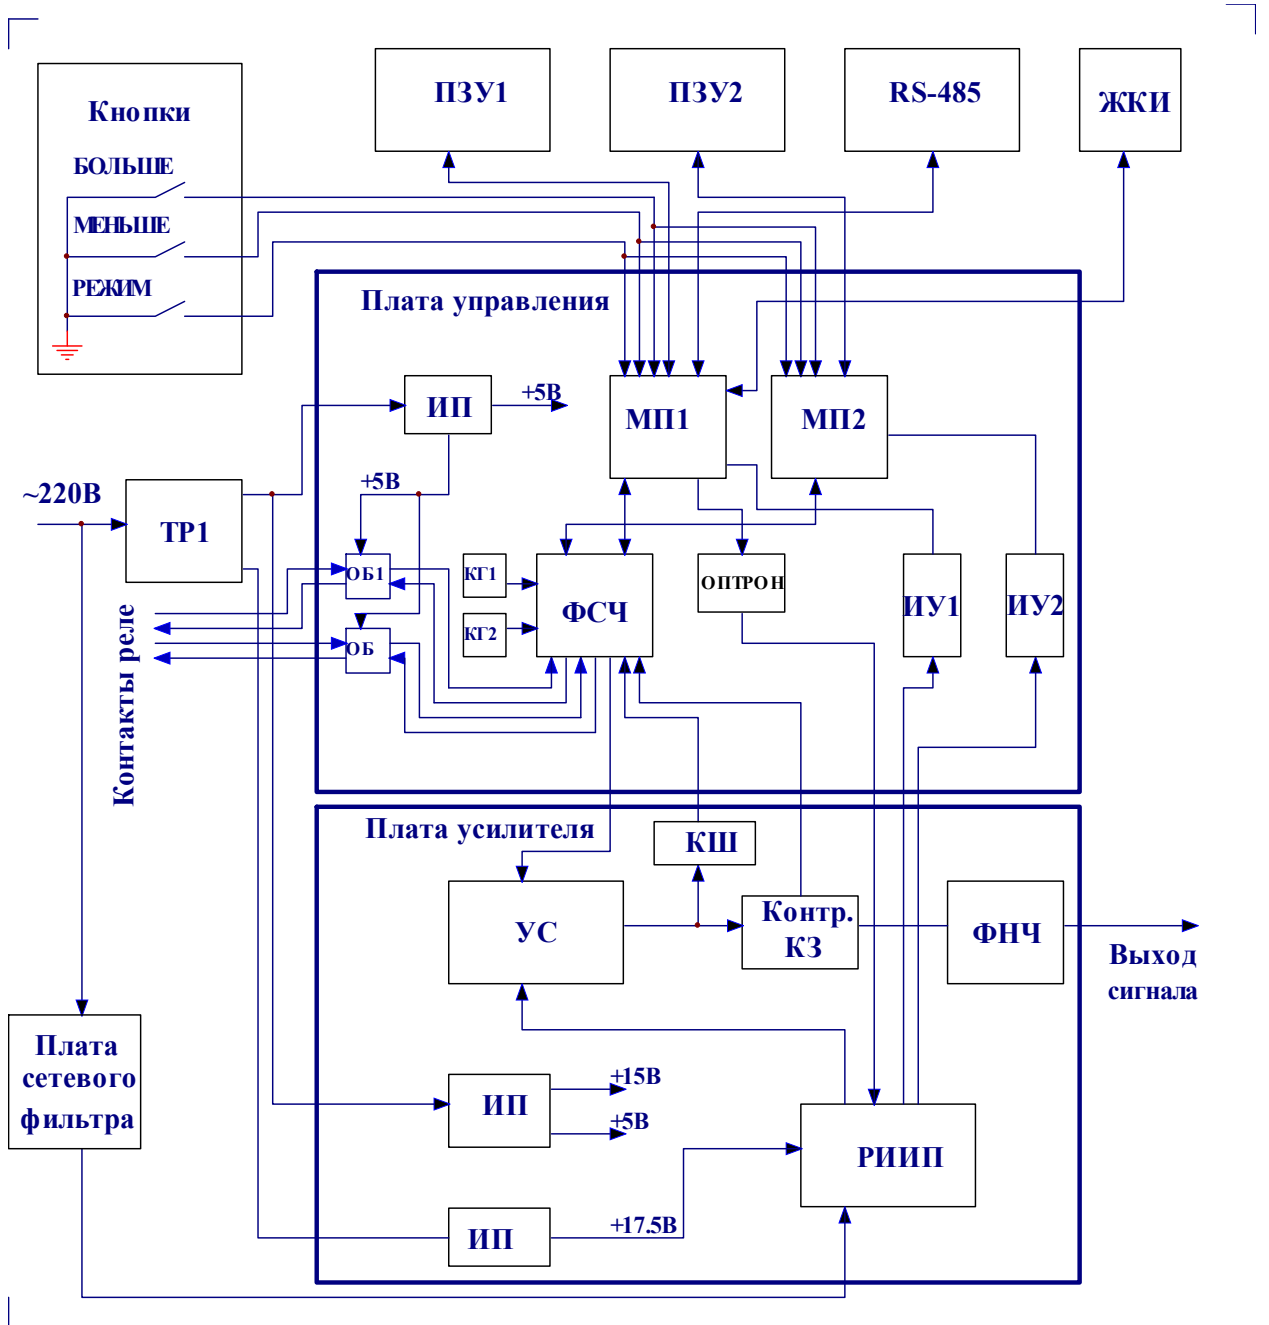 ПЗУ1
ПЗУ2
RS-485
ЖКИ
Кнопки
БОЛЬШЕ
МЕНЬШЕ
РЕЖИМ
Плата управления
ИП
+5В
МП1
МП2
+5В
~220В
ТР1
ОБ1
КГ1
ФСЧ
ОПТРОН
ИУ1
ИУ2
КГ2
ОБ
Контакты реле
Плата усилителя
КШ
УС
Контр.
КЗ
ФНЧ
Выход
сигнала
Плата
сетевого
фильтра
ИП
+15В
+5В
РИИП
ИП
+17.5В